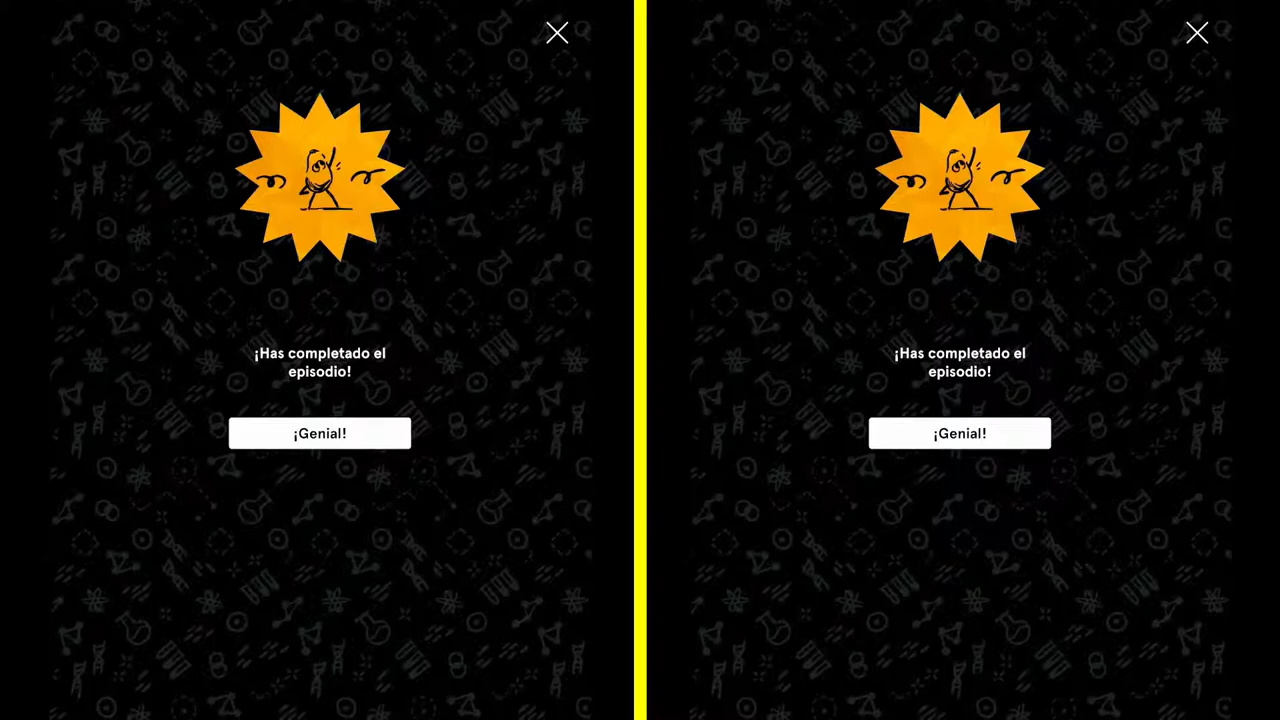 ¡Has completado el
episodio!
¡Genial!
¡Has completado el
episodio!
¡Genial!